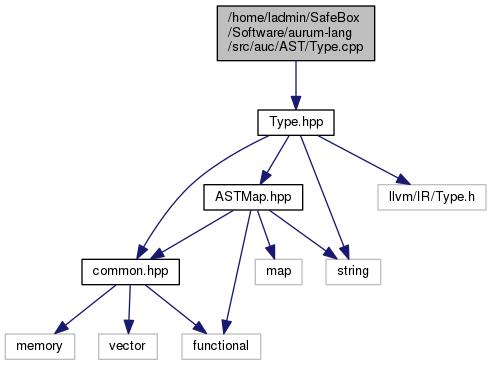 /home/ladmin/SafeBox
/Software/aurum-lang
/src/auc/AST/Type.cpp
Type.hpp
ASTMap.hpp
llvm/IR/Type.h
common.hpp
map
string
memory
vector
functional